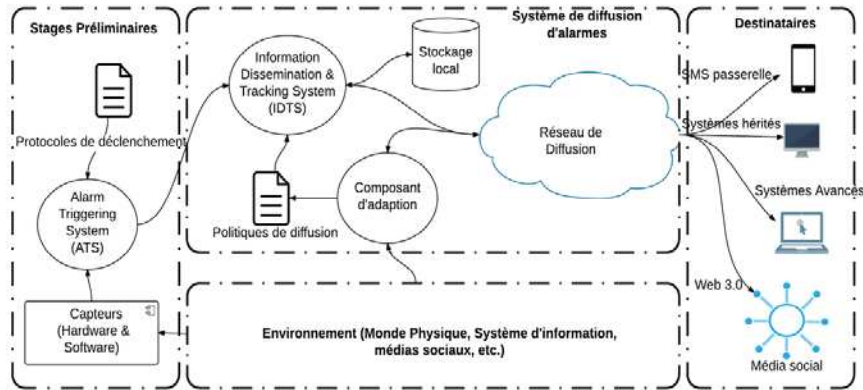 Stages Préliminaires
Protocoles de déclenchement
Alarm
Triggering
System
(ATS)
Capteurs
(Hardware &
Software)
Système de diffusion
d'alarmes
Information
Dissemination &
Tracking System
(IDTS)
Stockage
local
Réseau de
Diffusion
Composant
d'adaption
Politiques de diffusion
Environnement (Monde Physique, Système d'information,
médias sociaux, etc.)
Destinataires
SMS passerelle
Systèmes hérités
Systèmes Avancés
Web 3.0
Média social